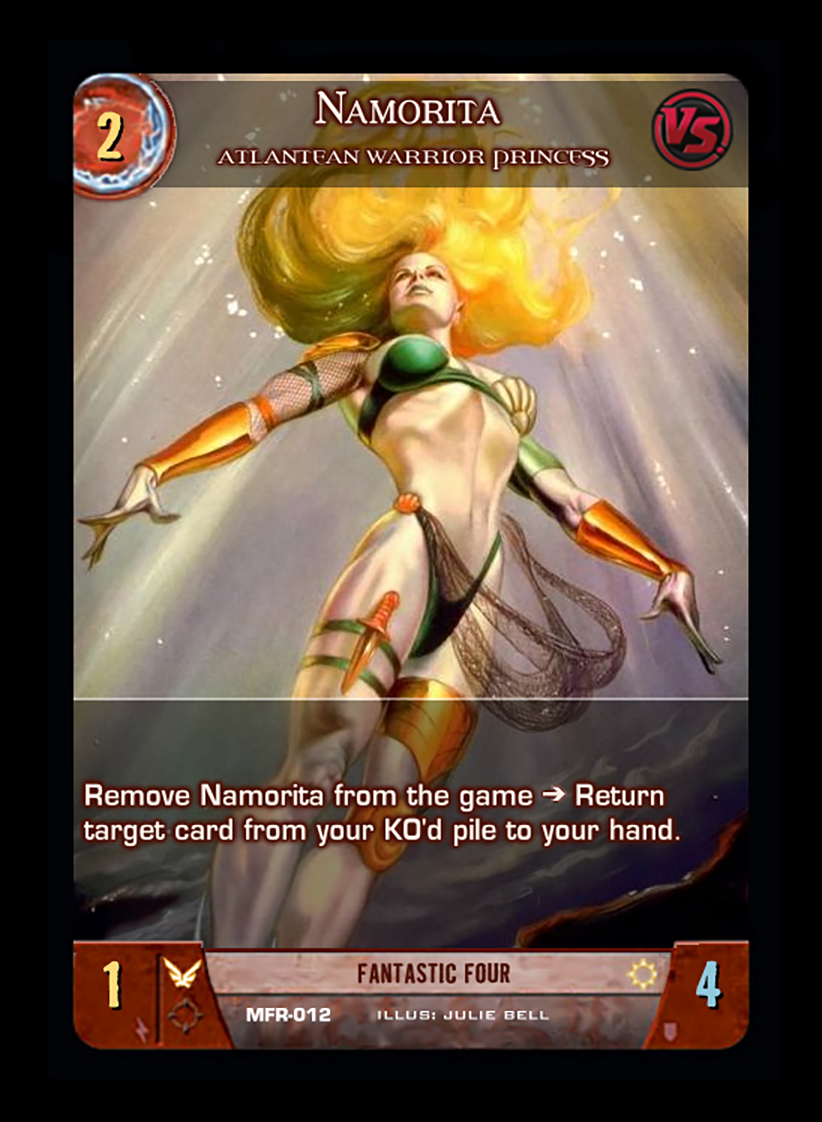 2
NAMORITA
VS.
ATLANTEAN WARRIOR PRINCESS
Remove Namorita from the game → Return
target card from your KO'd pile to your hand.
1
FANTASTIC FOUR
4
MFR-012 ILLUS: JULIE BELL